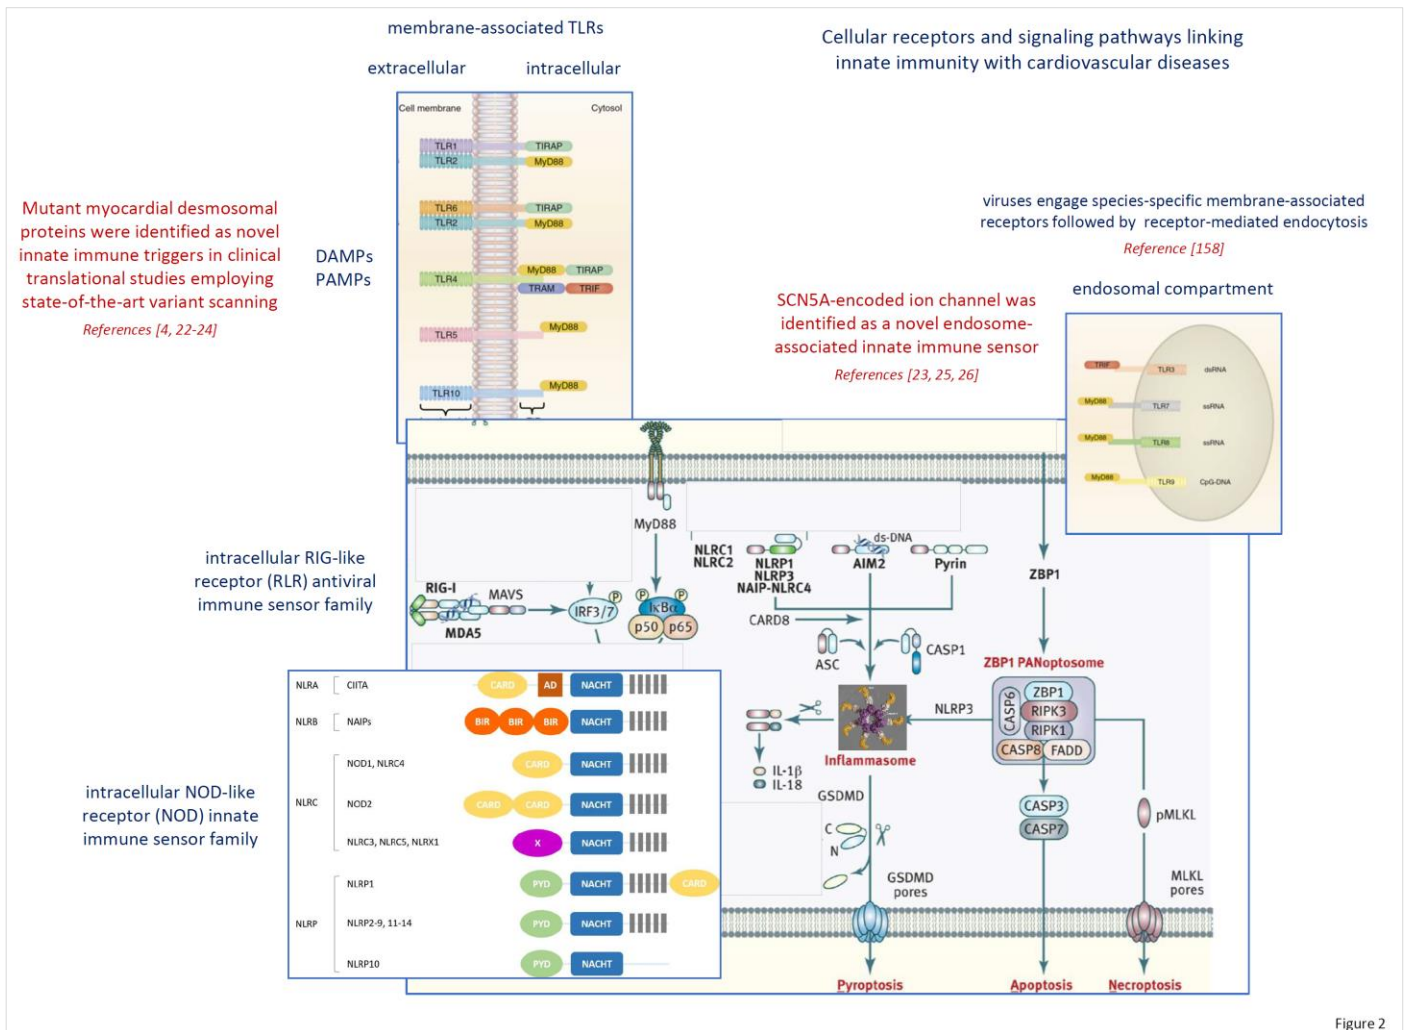 membrane-associated TLRs
extracellular
intracellular
Cellular receptors and signaling pathways linking
innate immunity with cardiovascular diseases
Cell membrane
Cytosol
TLR1
TIRAP
TLR2
MyD88
TLR6
TIRAP
TLR2
MyD88
TLR4
MyD88
TIRAP
TRAM
TRIF
TLR5
MyD88
TLR10
MyD88
Mutant myocardial desmosomal
proteins were identified as novel
innate immune triggers in clinical
translational studies employing
state-of-the-art variant scanning
References [4, 22-24]
DAMPs
PAMPs
viruses engage species-specific membrane-associated
receptors followed by receptor-mediated endocytosis
Reference [158]
SCN5A-encoded ion channel was
identified as a novel endosome-
associated innate immune sensor
References [23, 25, 26]
endosomal compartment
TRIF
TLR3
dsRNA
MyD88
TLR7
ssRNA
MyD88
TLR8
ssRNA
MyD88
TLR9
CpG-DNA
intracellular RIG-like
receptor (RLR) antiviral
immune sensor family
MyD88
RIG-I
MAVS
MDA5
IRF3/7
P
P
P
IκBα
p50
p65
NLRC1
NLRC2
NLRP1
NLRP3
NAIP-NLRC4
ds-DNA
AIM2
Pyrin
ZBP1
CARD8
ASC
CASP1
ZBP1 PANoptosome
CASP6
ZBP1
RIPK3
RIPK1
CASP8
FADD
NLRP3
Inflammasome
IL-1β
IL-18
GSDMD
C
N
GSDMD
pores
CASP3
CASP7
pMLKL
MLKL
pores
Pyroptosis
Apoptosis
Necroptosis
intracellular NOD-like
receptor (NOD) innate
immune sensor family
NLRA
CIITA
CARD
AD
NACHT
NLRB
NAIPs
BIR
BIR
BIR
NACHT
NLRC
NOD1, NLRC4
CARD
NACHT
NOD2
CARD
CARD
NACHT
NLRC3, NLRC5, NLRX1
X
NACHT
NLRP
NLRP1
PYD
NACHT
CARD
NLRP2-9, 11-14
PYD
NACHT
NLRP10
PYD
NACHT
Figure 2